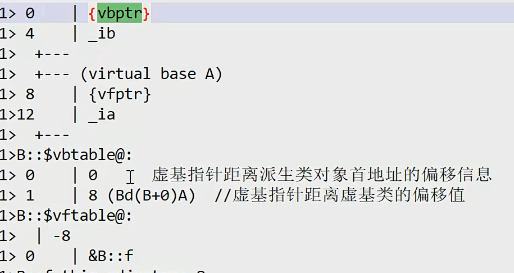 1> 0 | {vbptr}
1> 4 | _ib
1> +---
1> +--- (virtual base A)
1> 8 | {vfptr}
1>12 | _ia
1> +---
1>B::$vbtable@:
1> 0 | 0 虚基指针距离派生类对象首地址的偏移信息
1> 1 | 8 (Bd(B+0)A) //虚基指针距离虚基类的偏移值
1>B::$vftable@:
1> | -8
1> 0 | &B::f